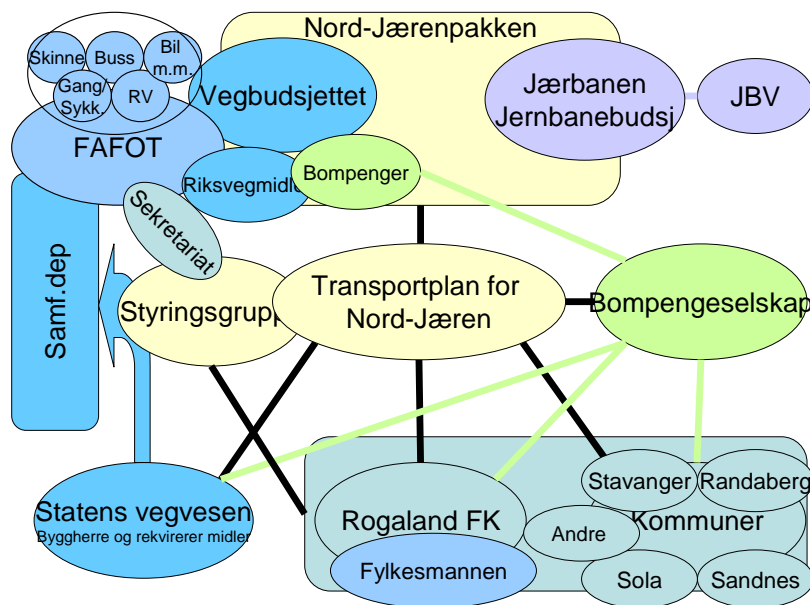 Nord-Jærenpakken
Skinne
Buss
Bil
m.m.
Gang/
Sykk.
RV
FAFOT
Vegbudsjettet
Jærbanen
Jernbanebudsj
JBV
Riksvegmidle
Bompenger
Sekretariat
Samf.dep
Styringsgrupp
Transportplan for
Nord-Jæren
Bompengeselskap
Statens vegvesen
Byggherre og rekvirerer midler
Rogaland FK
Fylkesmannen
Stavanger
Randaberg
Andre
Kommuner
Sola
Sandnes